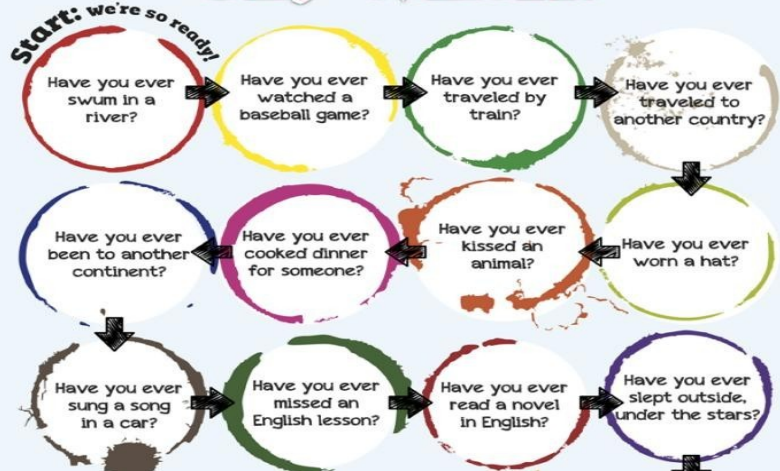 Start: we're so ready!
Have you ever
swum in a
river?
Have you ever
watched a
baseball game?
Have you ever
traveled by
train?
Have you ever
traveled to
another country?
Have you ever
worn a hat?
Have you ever
kissed an
animal?
Have you ever
cooked dinner
for someone?
Have you ever
been to another
continent?
Have you ever
sung a song
in a car?
Have you ever
missed an
English lesson?
Have you ever
read a novel
in English?
Have you ever
slept outside,
under the stars?